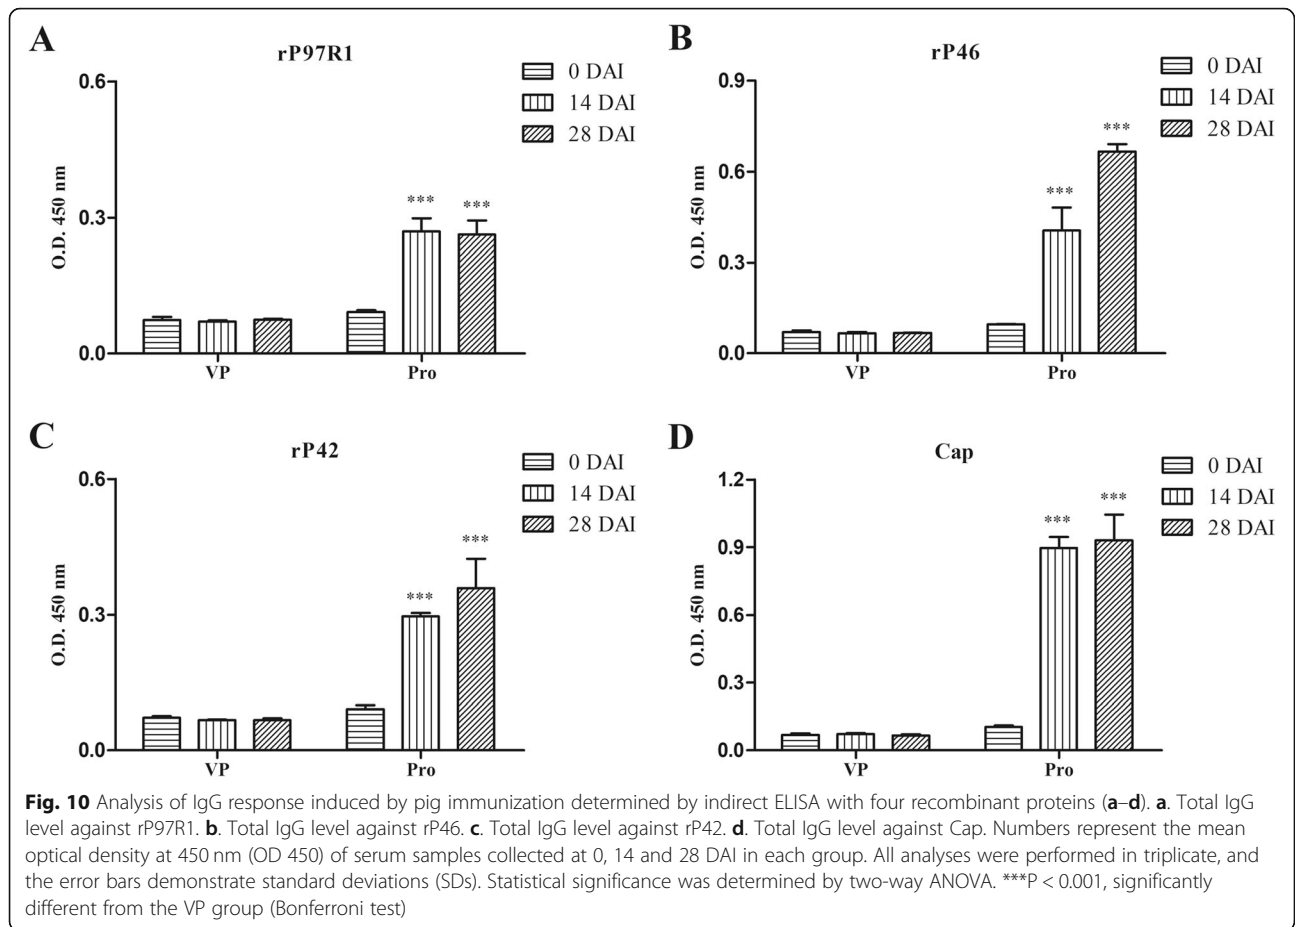 A
rP97R1
0 DAI
14 DAI
28 DAI
O.D. 450 nm
0.6
0.3
0.0
***
***
VP
Pro
B
rP46
0 DAI
14 DAI
28 DAI
O.D. 450 nm
0.9
0.6
0.3
0.0
***
***
VP
Pro
C
rP42
0 DAI
14 DAI
28 DAI
O.D. 450 nm
0.6
0.3
0.0
***
***
VP
Pro
D
Cap
0 DAI
14 DAI
28 DAI
O.D. 450 nm
1.2
0.9
0.6
0.3
0.0
***
***
VP
Pro
Fig. 10 Analysis of IgG response induced by pig immunization determined by indirect ELISA with four recombinant proteins (a–d). a. Total IgG
level against rP97R1. b. Total IgG level against rP46. c. Total IgG level against rP42. d. Total IgG level against Cap. Numbers represent the mean
optical density at 450 nm (OD 450) of serum samples collected at 0, 14 and 28 DAI in each group. All analyses were performed in triplicate, and
the error bars demonstrate standard deviations (SDs). Statistical significance was determined by two-way ANOVA. ***P < 0.001, significantly
different from the VP group (Bonferroni test)